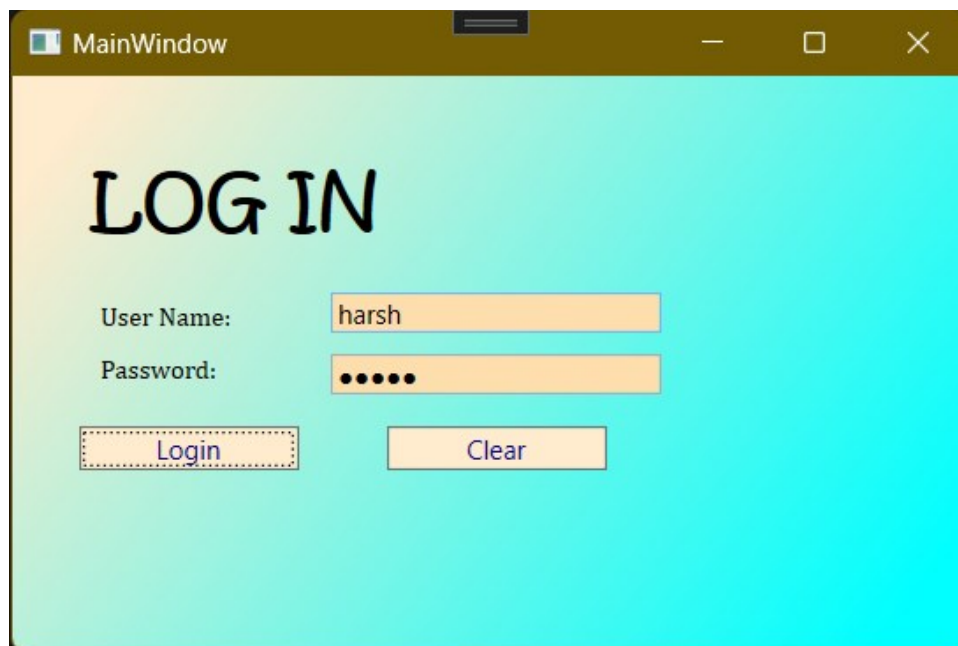 MainWindow
LOG IN
User Name: harsh
Password: •••••
Login Clear